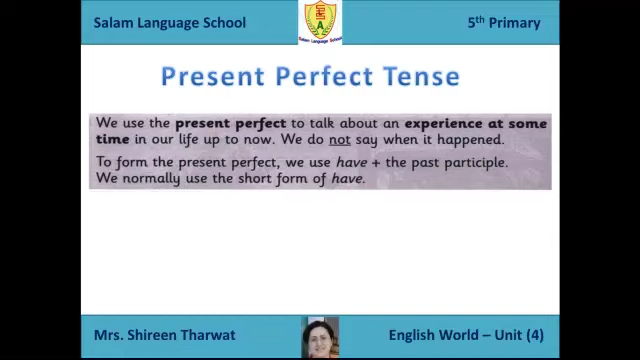 Salam Language School
Salam Language School
5th Primary
Present Perfect Tense
We use the present perfect to talk about an experience at some
time in our life up to now. We do not say when it happened.
To form the present perfect, we use have + the past participle.
We normally use the short form of have.
Mrs. Shireen Tharwat
English World – Unit (4)